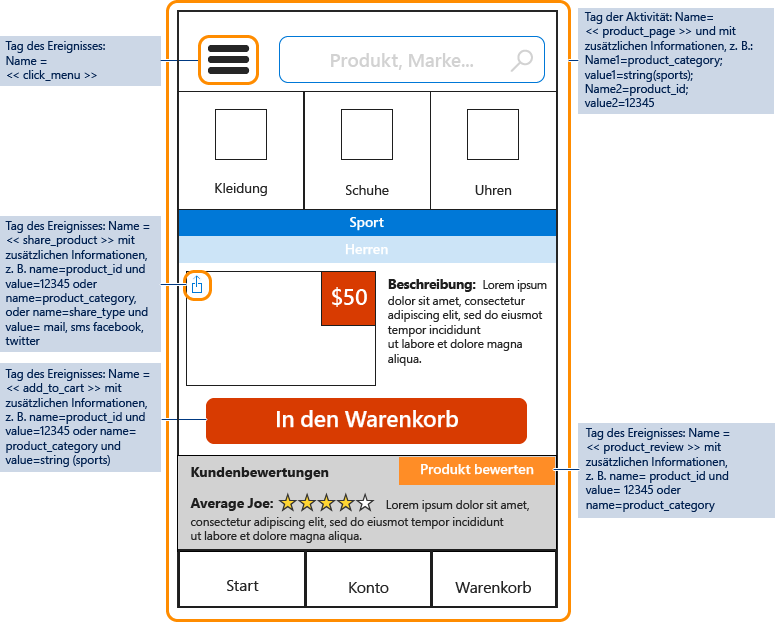 Tag des Ereignisses:
Name =
<< click_menu >>
Produkt, Marke...
Tag der Aktivität: Name=
<< product_page >> und mit
zusätzlichen Informationen, z. B.:
Name1=product_category;
value1=string(sports);
Name2=product_id;
value2=12345
Kleidung
Schuhe
Uhren
Sport
Herren
Tag des Ereignisses: Name =
<< share_product >> mit
zusätzlichen Informationen,
z. B. name=product_id und
value=12345 oder
name=product_category,
oder name=share_type und
value= mail, sms facebook,
twitter
$50
Beschreibung: Lorem ipsum
dolor sit amet, consectetur
adipiscing elit, sed do eiusmot
tempor incididunt
ut labore et dolore magna
aliqua.
Tag des Ereignisses: Name =
<< add_to_cart >> mit
zusätzlichen Informationen,
z. B. name=product_id und
value=12345 oder name=
product_category und
value=string (sports)
In den Warenkorb
Kundenbewertungen
Produkt bewerten
Average Joe: Lorem ipsum dolor sit amet,
consectetur adipiscing elit, sed do eiusmot tempor incididunt
ut labore et dolore magna aliqua.
Tag des Ereignisses: Name =
<< product_review >> mit
zusätzlichen Informationen,
z. B. name= product_id und
value= 12345 oder
name=product_category
Start
Konto
Warenkorb